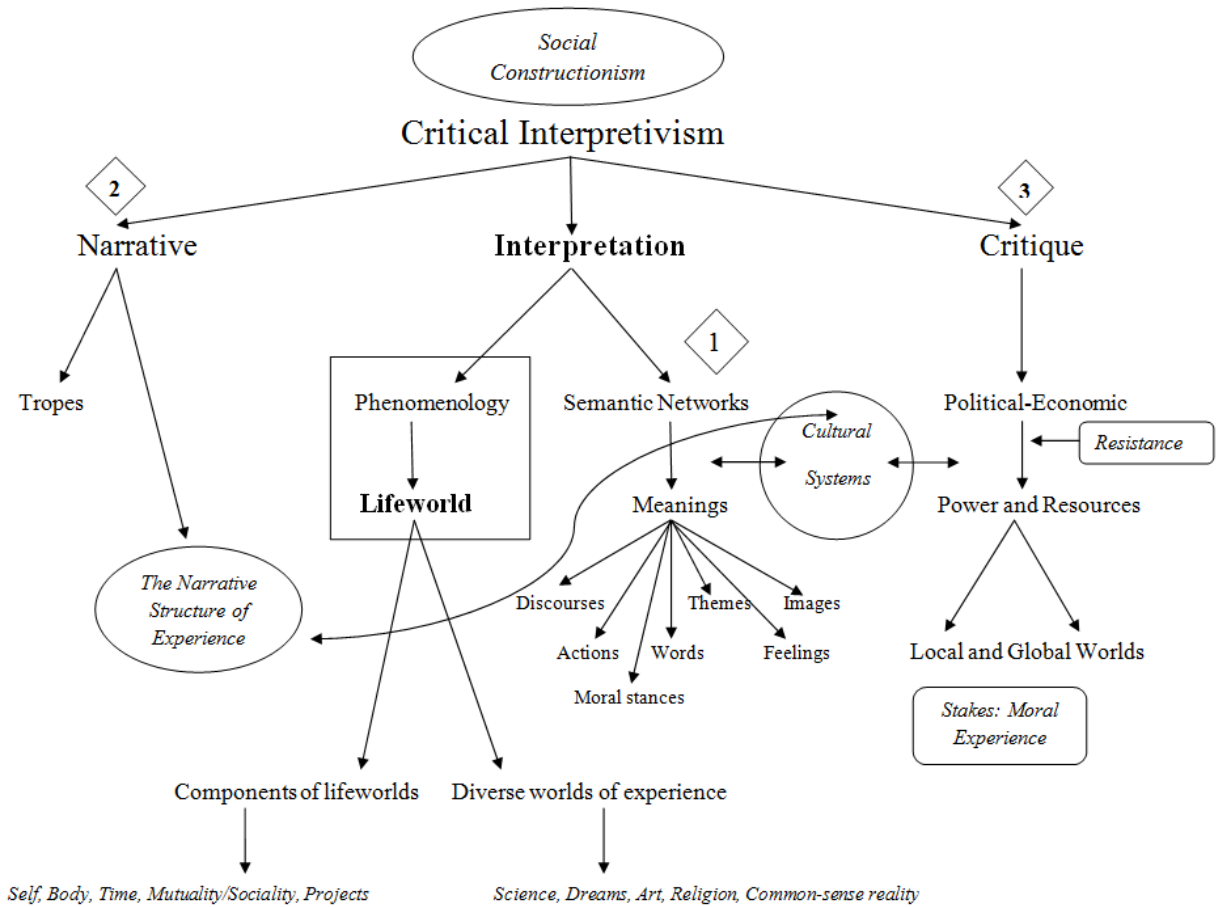 Social
Constructionism
Critical Interpretivism
2
3
Narrative
Interpretation
Critique
1
Tropes
Phenomenology
Semantic Networks
Cultural
Systems
Political-Economic
Resistance
Lifeworld
Meanings
Power and Resources
The Narrative
Structure of
Experience
Discourses
Themes
Images
Actions
Words
Feelings
Local and Global Worlds
Moral stances
Stakes: Moral
Experience
Components of lifeworlds
Diverse worlds of experience
Self, Body, Time, Mutuality/Sociality, Projects
Science, Dreams, Art, Religion, Common-sense reality